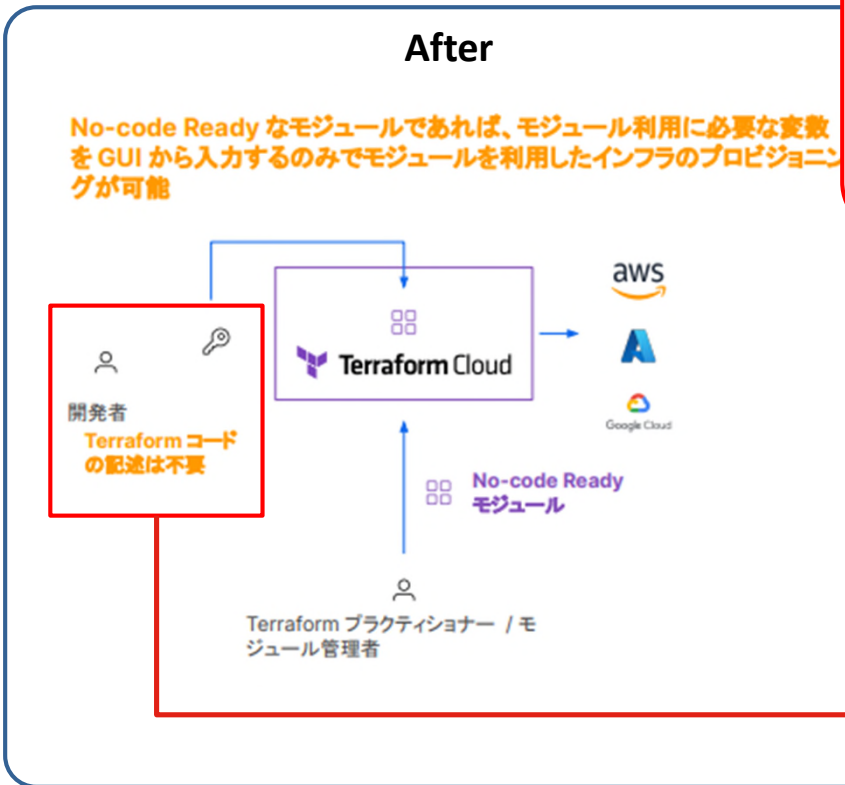 After
No-code Ready なモジュールであれば、モジュール利用に必要な変数
を GUI から入力するのみでモジュールを利用したインフラのプロビジョニン
グが可能
aws
Terraform Cloud
Google Cloud
開発者
Terraform コード
の記述は不要
No-code Ready
モジュール
Terraform プラクティショナー / モ
ジュール管理者